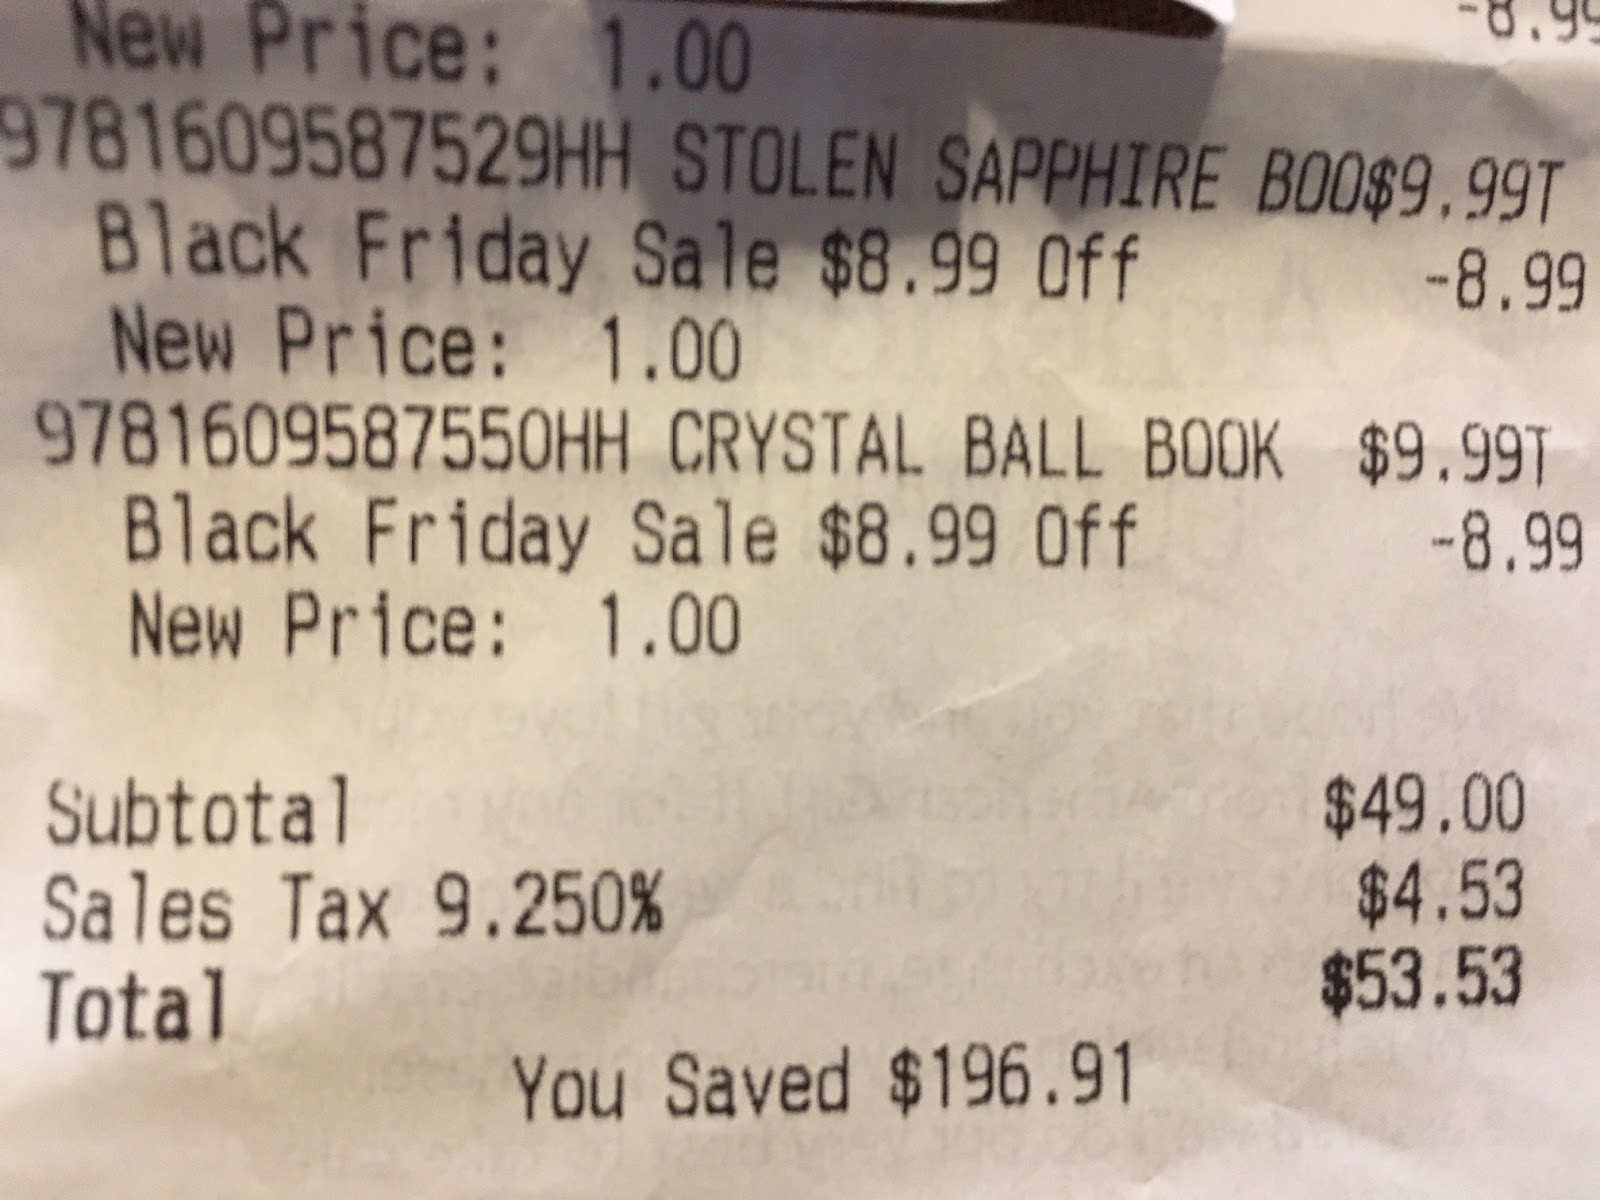 -8.99
New Price: 1.00
9781609587529HH STOLEN SAPPHIRE BOO$9.99T
Black Friday Sale $8.99 Off -8.99
New Price: 1.00
9781609587550HH CRYSTAL BALL BOOK $9.99T
Black Friday Sale $8.99 Off -8.99
New Price: 1.00
Subtotal $49.00
Sales Tax 9.250% $4.53
Total $53.53
You Saved $196.91